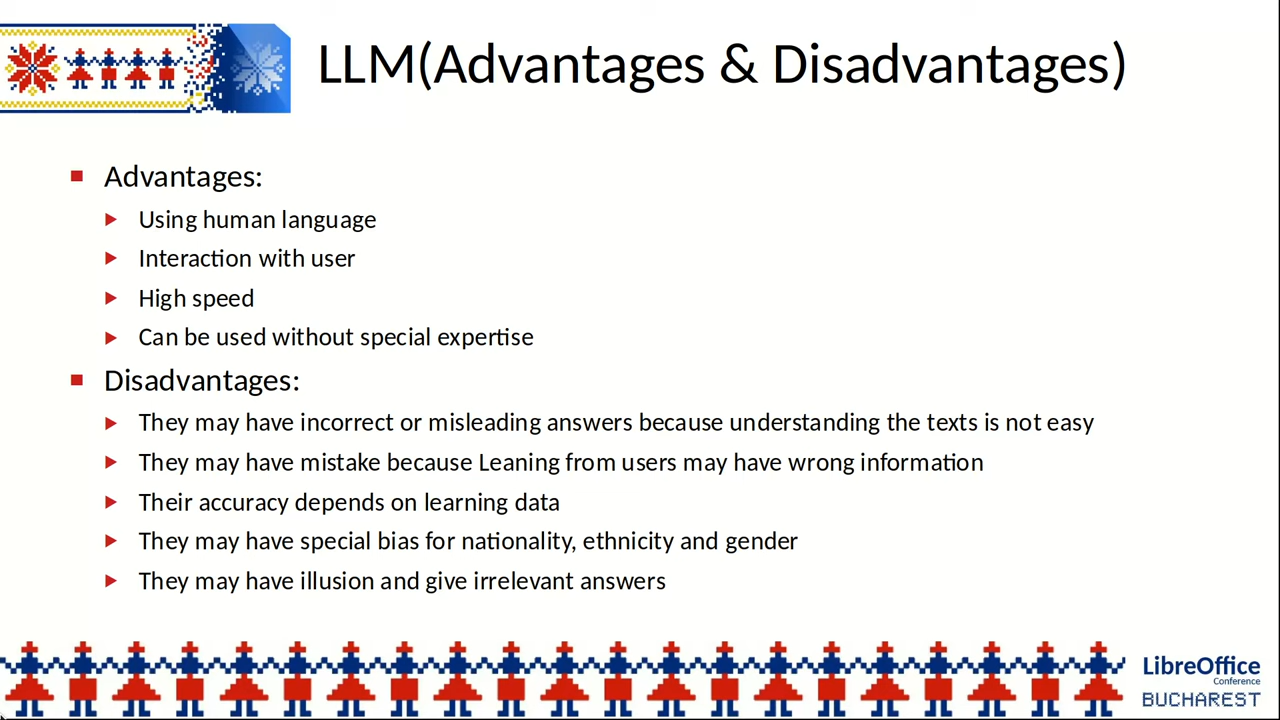 LLM(Advantages & Disadvantages)
Advantages:
Using human language
Interaction with user
High speed
Can be used without special expertise
Disadvantages:
They may have incorrect or misleading answers because understanding the texts is not easy
They may have mistake because Leaning from users may have wrong information
Their accuracy depends on learning data
They may have special bias for nationality, ethnicity and gender
They may have illusion and give irrelevant answers
LibreOffice
Conference
BUCHAREST